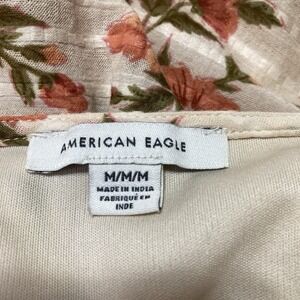 AMERICAN EAGLE
M/M/M
MADE IN INDIA
FABRIQUÉ EN
INDE